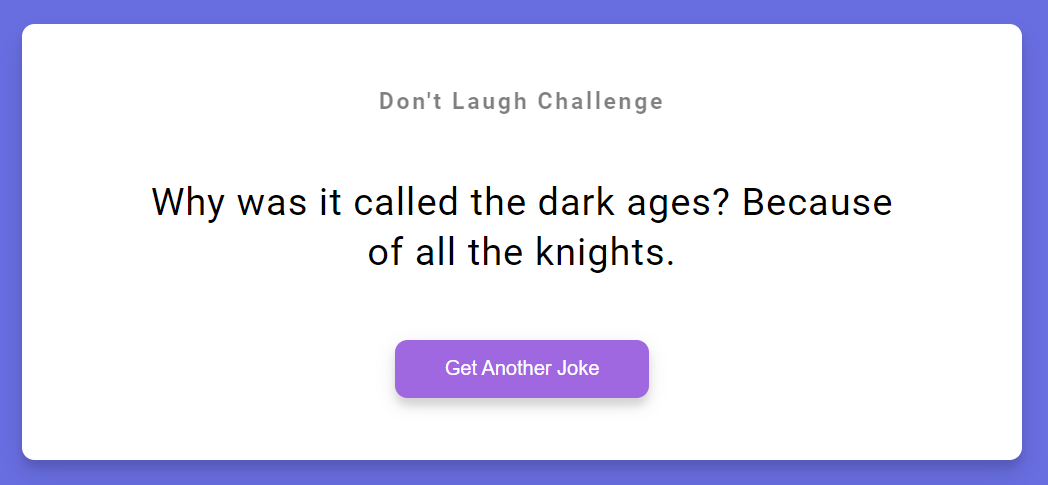 Don't Laugh Challenge
Why was it called the dark ages? Because
of all the knights.
Get Another Joke